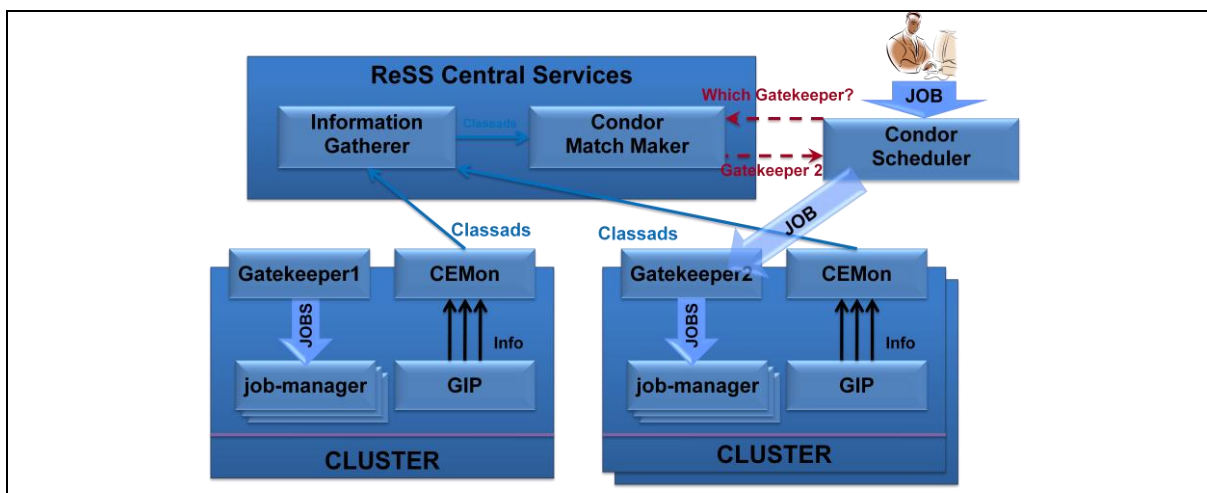 ReSS Central Services
JOB
Which Gatekeeper?
Information
Gatherer
Classads
Condor
Match Maker
Condor
Scheduler
Gatekeeper 2
JOB
Classads
Classads
Gatekeeper1
CEMon
Gatekeeper2
CEMon
JOBS
Info
JOBS
Info
job-manager
GIP
job-manager
GIP
CLUSTER
CLUSTER